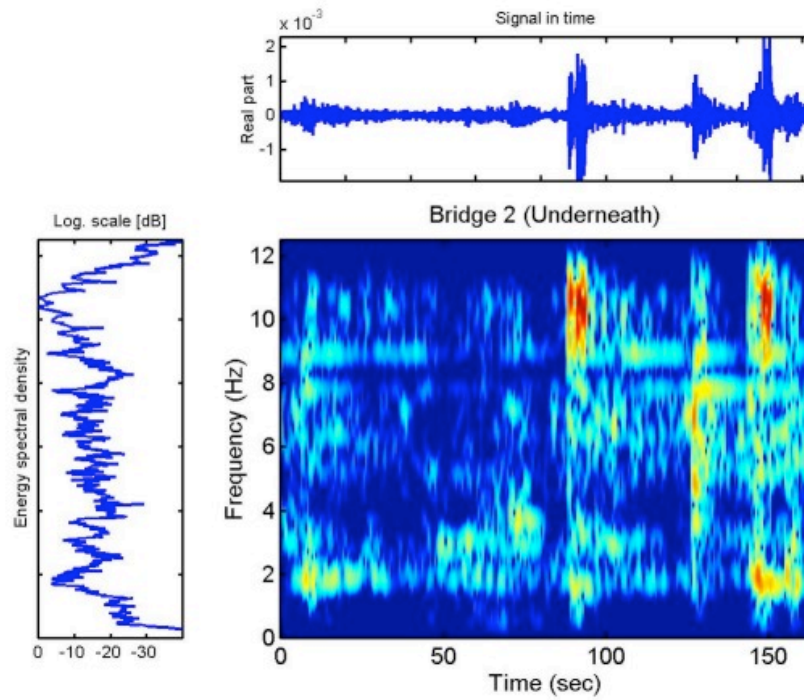 Signal in time
× 10⁻³
2
1
0
-1
Real part
Log. scale [dB]
Bridge 2 (Underneath)
Energy spectral density
0 -10 -20 -30
Frequency (Hz)
12
10
8
6
4
2
0
0 50 100 150
Time (sec)